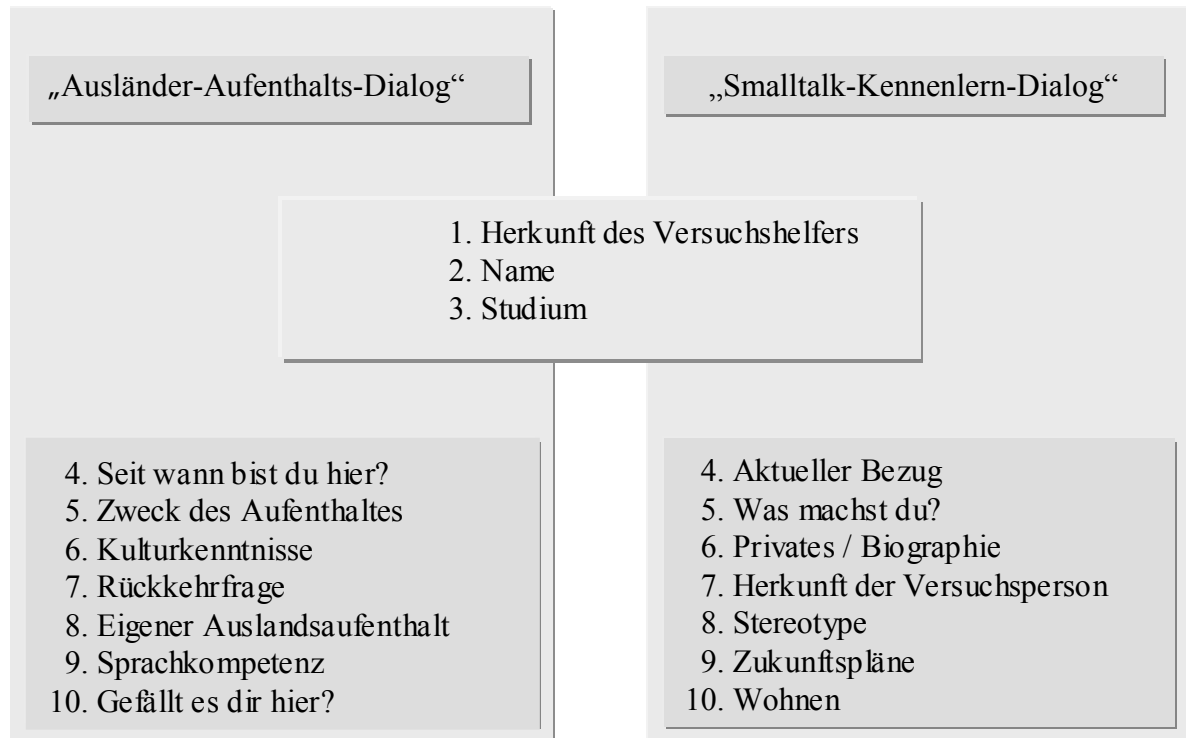 „Ausländer-Aufenthalts-Dialog“
„Smalltalk-Kennenlern-Dialog“
1. Herkunft des Versuchshelfers
2. Name
3. Studium
4. Seit wann bist du hier?
5. Zweck des Aufenthaltes
6. Kulturkenntnisse
7. Rückkehrfrage
8. Eigener Auslandsaufenthalt
9. Sprachkompetenz
10. Gefällt es dir hier?
4. Aktueller Bezug
5. Was machst du?
6. Privates / Biographie
7. Herkunft der Versuchsperson
8. Stereotype
9. Zukunftspläne
10. Wohnen